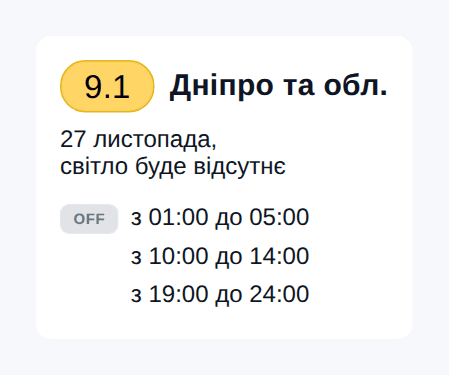 9.1 Дніпро та обл.
27 листопада,
світло буде відсутнє
OFF з 01:00 до 05:00
з 10:00 до 14:00
з 19:00 до 24:00